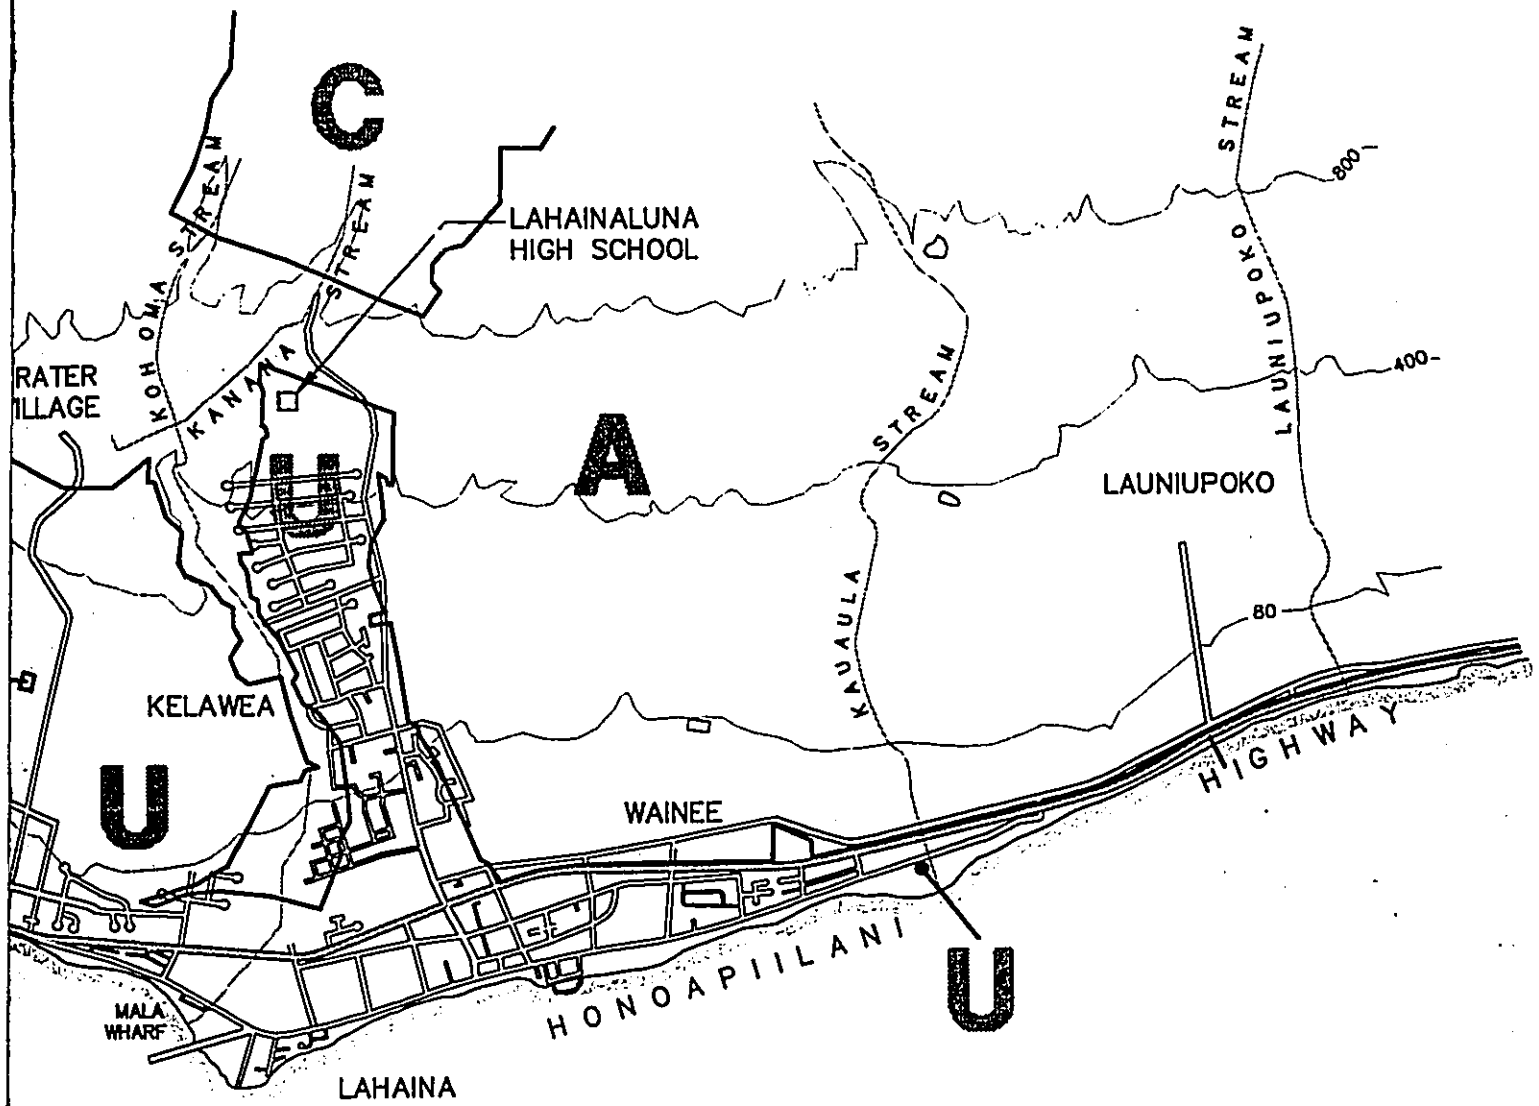 C
STREAM
800
KOHOMA STREAM
STREAM
LAHAINALUNA
HIGH SCHOOL
LAUNIUPOKO
KANAHA
STREAM
400
RATER
ILLAGE
U
A
LAUNIUPOKO
KAUAULA
80
KELAWEA
U
WAINEE
HONOAPIILANI HIGHWAY
U
MALA
WHARF
LAHAINA